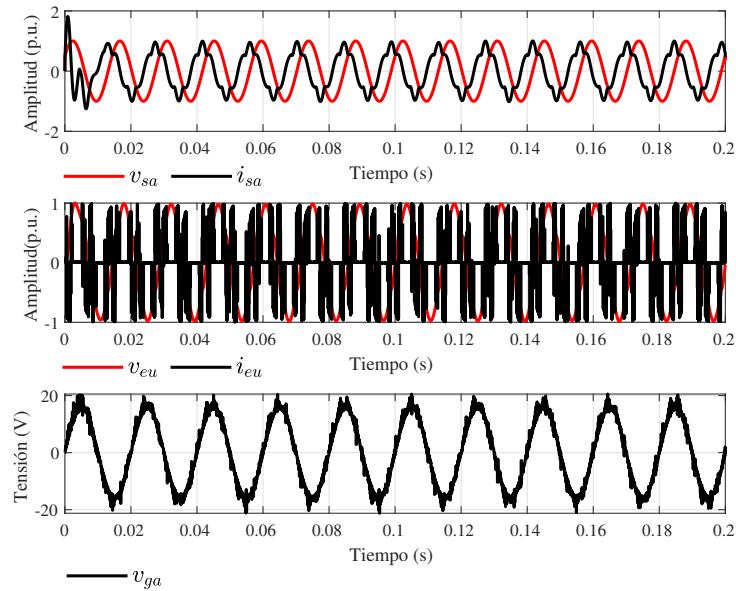 Amplitud (p.u.)
2
0
-2
0 0.02 0.04 0.06 0.08 0.1 0.12 0.14 0.16 0.18 0.2
Tiempo (s)
v_sa i_sa
Amplitud(p.u.)
1
0
-1
0 0.02 0.04 0.06 0.08 0.1 0.12 0.14 0.16 0.18 0.2
Tiempo (s)
v_eu i_eu
Tensión (V)
20
0
-20
0 0.02 0.04 0.06 0.08 0.1 0.12 0.14 0.16 0.18 0.2
Tiempo (s)
v_ga